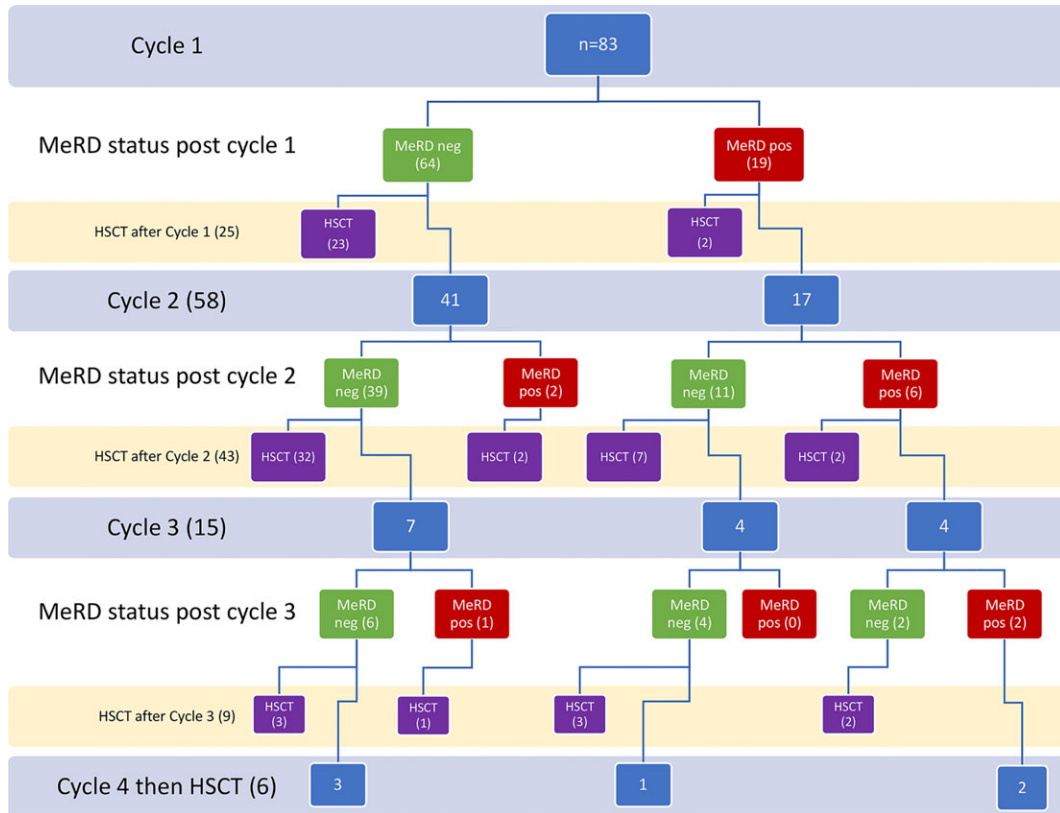 Cycle 1
n=83
MeRD status post cycle 1
MeRD neg
(64)
MeRD pos
(19)
HSCT after Cycle 1 (25)
HSCT
(23)
HSCT
(2)
Cycle 2 (58)
41
17
MeRD status post cycle 2
MeRD
neg (39)
MeRD
pos (2)
MeRD
neg (11)
MeRD
pos (6)
HSCT after Cycle 2 (43)
HSCT (32)
HSCT (2)
HSCT (7)
HSCT (2)
Cycle 3 (15)
7
4
4
MeRD status post cycle 3
MeRD
neg (6)
MeRD
pos (1)
MeRD
neg (4)
MeRD
pos (0)
MeRD
neg (2)
MeRD
pos (2)
HSCT after Cycle 3 (9)
HSCT
(3)
HSCT
(1)
HSCT
(3)
HSCT
(2)
Cycle 4 then HSCT (6)
3
1
2